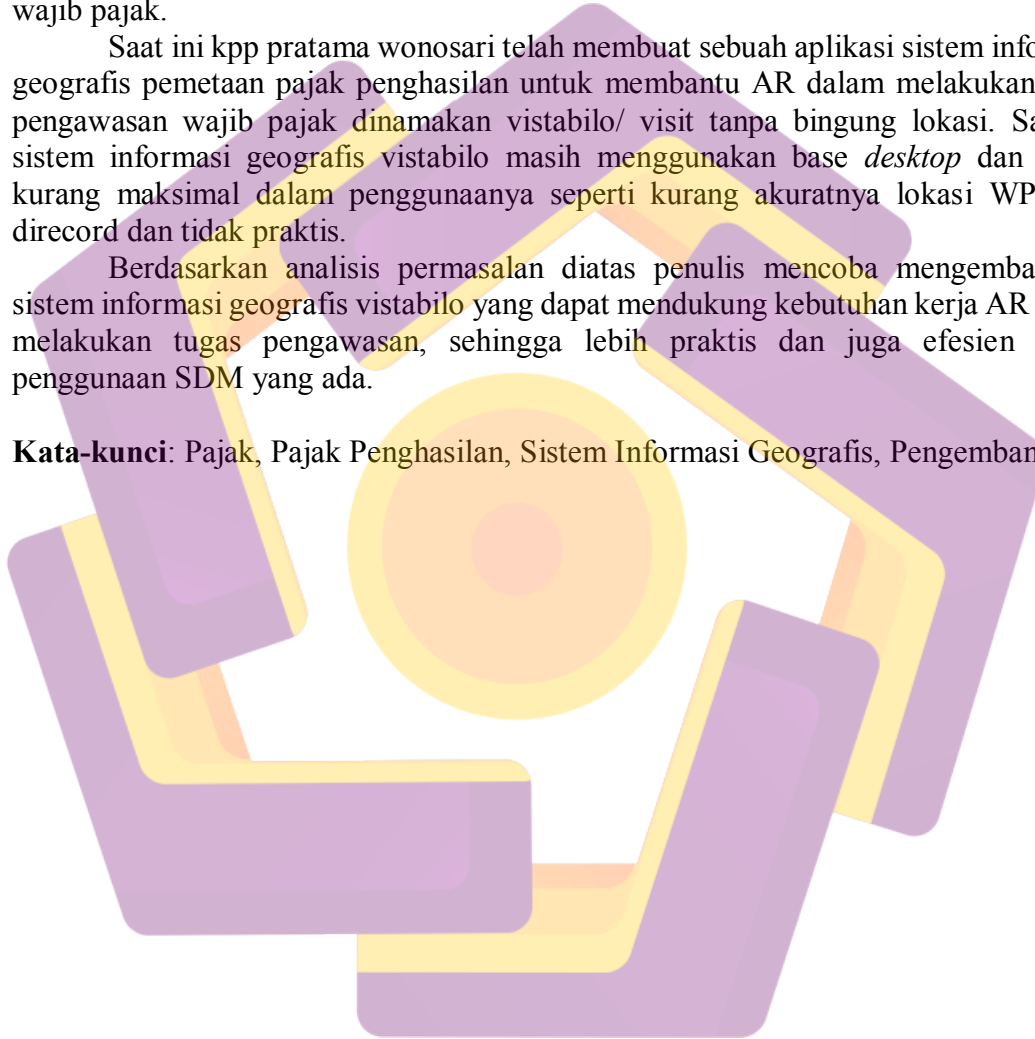 wajib pajak.
Saat ini kpp pratama wonosari telah membuat sebuah aplikasi sistem info
geografis pemetaan pajak penghasilan untuk membantu AR dalam melakukan
pengawasan wajib pajak dinamakan vistabilo/ visit tanpa bingung lokasi. Sa
sistem informasi geografis vistabilo masih menggunakan base desktop dan
kurang maksimal dalam penggunaanya seperti kurang akuratnya lokasi WP
direcord dan tidak praktis.
Berdasarkan analisis permasalan diatas penulis mencoba mengemba
sistem informasi geografis vistabilo yang dapat mendukung kebutuhan kerja AR
melakukan tugas pengawasan, sehingga lebih praktis dan juga efesien
penggunaan SDM yang ada.
Kata-kunci: Pajak, Pajak Penghasilan, Sistem Informasi Geografis, Pengemban